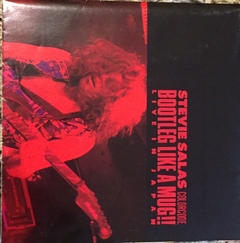 STEVIE SALAS COLORCODE
BOOTLEG LIKE A MUG!!
LIVE IN JAPAN